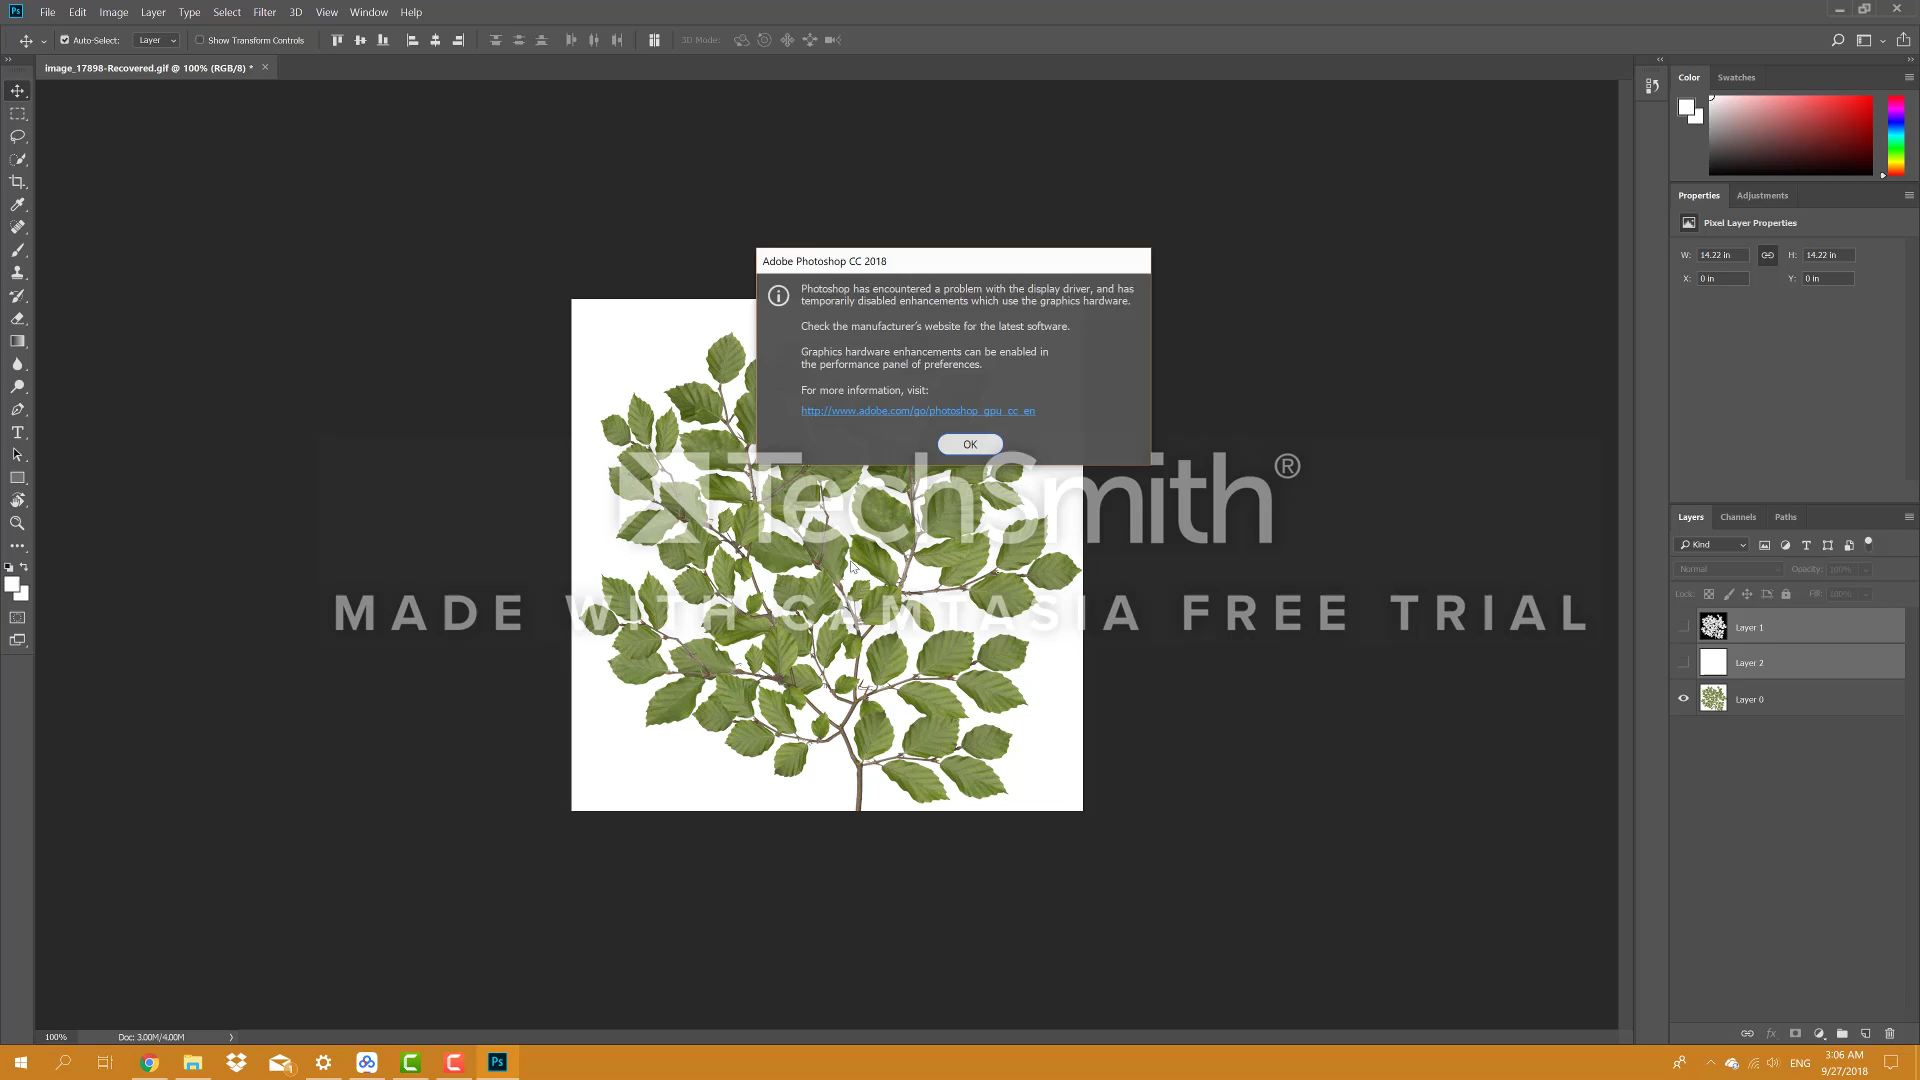 Ps File Edit Image Layer Type Select Filter 3D View Window Help
Auto-Select: Layer Show Transform Controls 3D Mode:
image_17898-Recovered.gif @ 100% (RGB/8) *
Color Swatches
Properties Adjustments
Pixel Layer Properties
W: 14.22 in H: 14.22 in
X: 0 in Y: 0 in
Adobe Photoshop CC 2018
Photoshop has encountered a problem with the display driver, and has
temporarily disabled enhancements which use the graphics hardware.
Check the manufacturer's website for the latest software.
Graphics hardware enhancements can be enabled in
the performance panel of preferences.
For more information, visit:
http://www.adobe.com/go/photoshop_gpu_cc_en
OK
TechSmith®
MADE WITH CAMTASIA FREE TRIAL
Layers Channels Paths
Kind
Normal Opacity: 100%
Lock: Fill: 100%
Layer 1
Layer 2
Layer 0
100% Doc: 3.00M/4.00M
Ps ENG 3:06 AM
9/27/2018